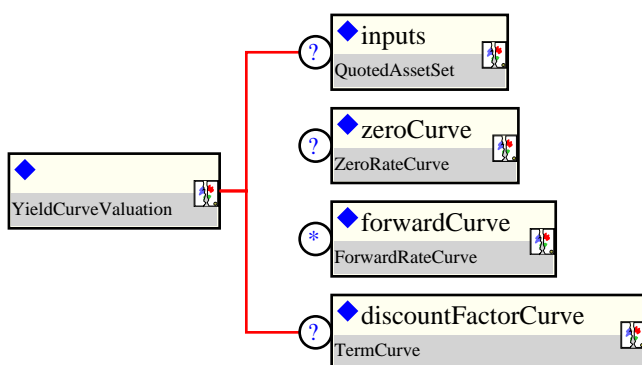 ? inputs
QuotedAssetSet
? zeroCurve
ZeroRateCurve
YieldCurveValuation
* forwardCurve
ForwardRateCurve
? discountFactorCurve
TermCurve